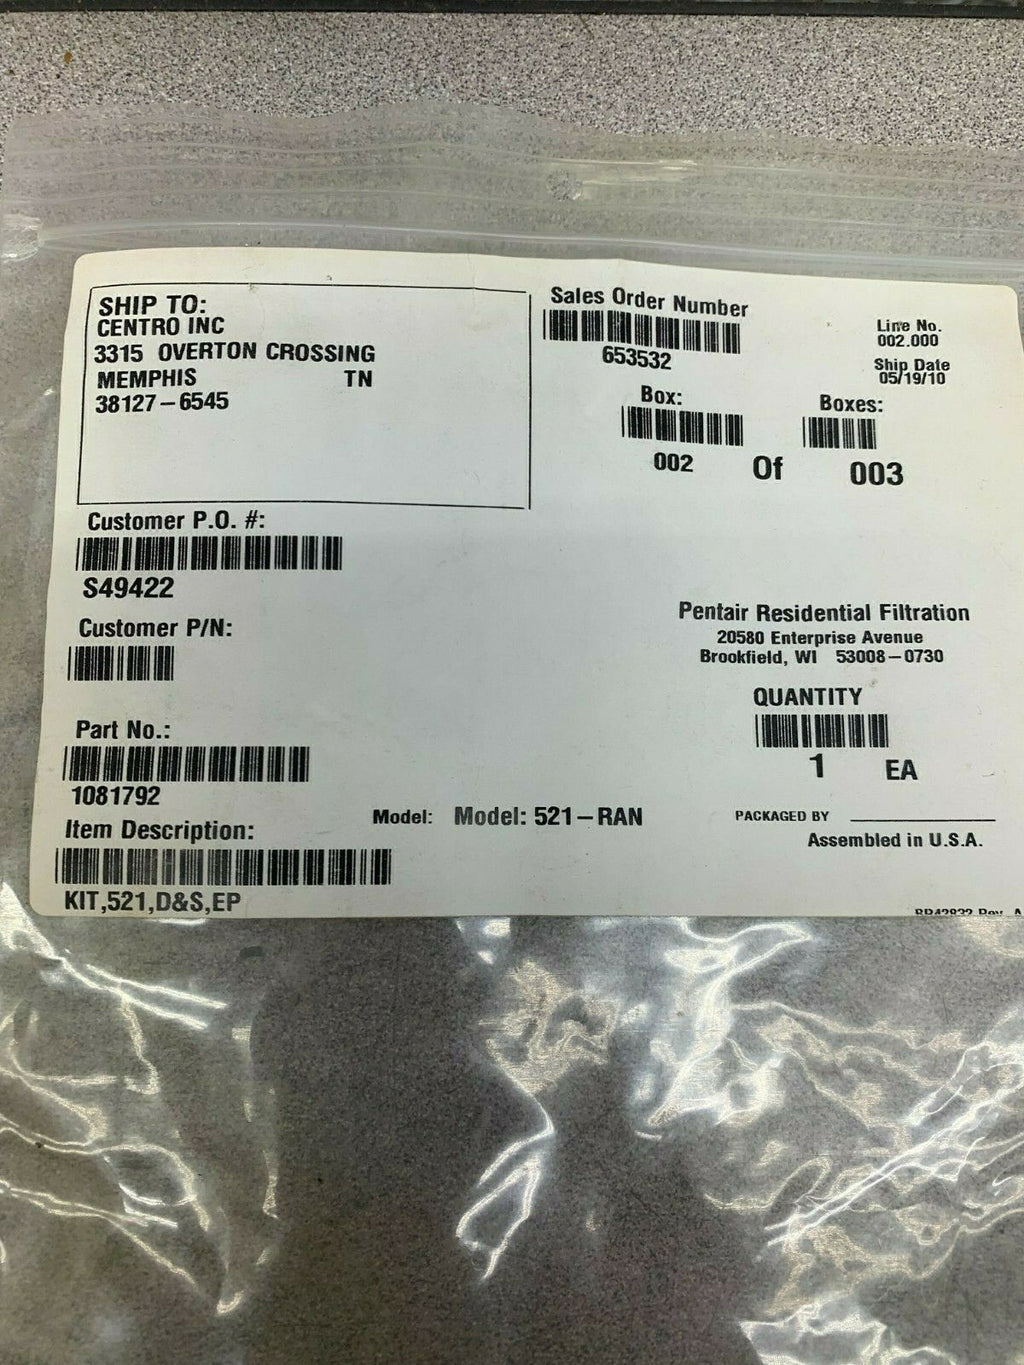 SHIP TO:
CENTRO INC
3315 OVERTON CROSSING
MEMPHIS TN
38127-6545
Sales Order Number
653532
Line No.
002.000
Ship Date
05/19/10
Box:
002
Of
Boxes:
003
Customer P.O. #:
S49422
Customer P/N:
Pentair Residential Filtration
20580 Enterprise Avenue
Brookfield, WI 53008-0730
QUANTITY
1 EA
Part No.:
1081792
Model: Model: 521-RAN
PACKAGED BY
Assembled in U.S.A.
Item Description:
KIT,521,D&S,EP